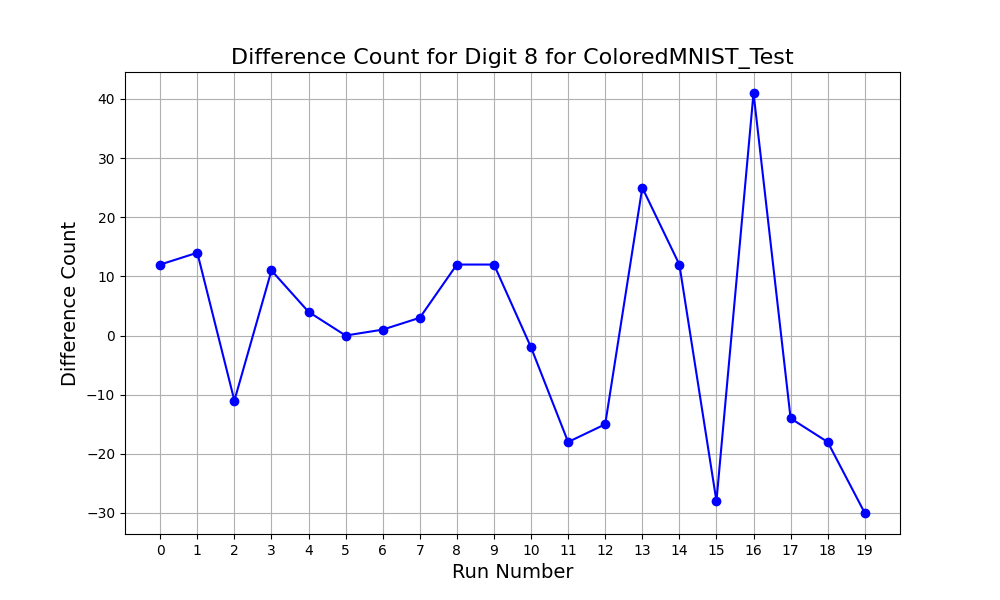 Difference Count for Digit 8 for ColoredMNIST_Test
Difference Count
40
30
20
10
0
−10
−20
−30
0 1 2 3 4 5 6 7 8 9 10 11 12 13 14 15 16 17 18 19
Run Number